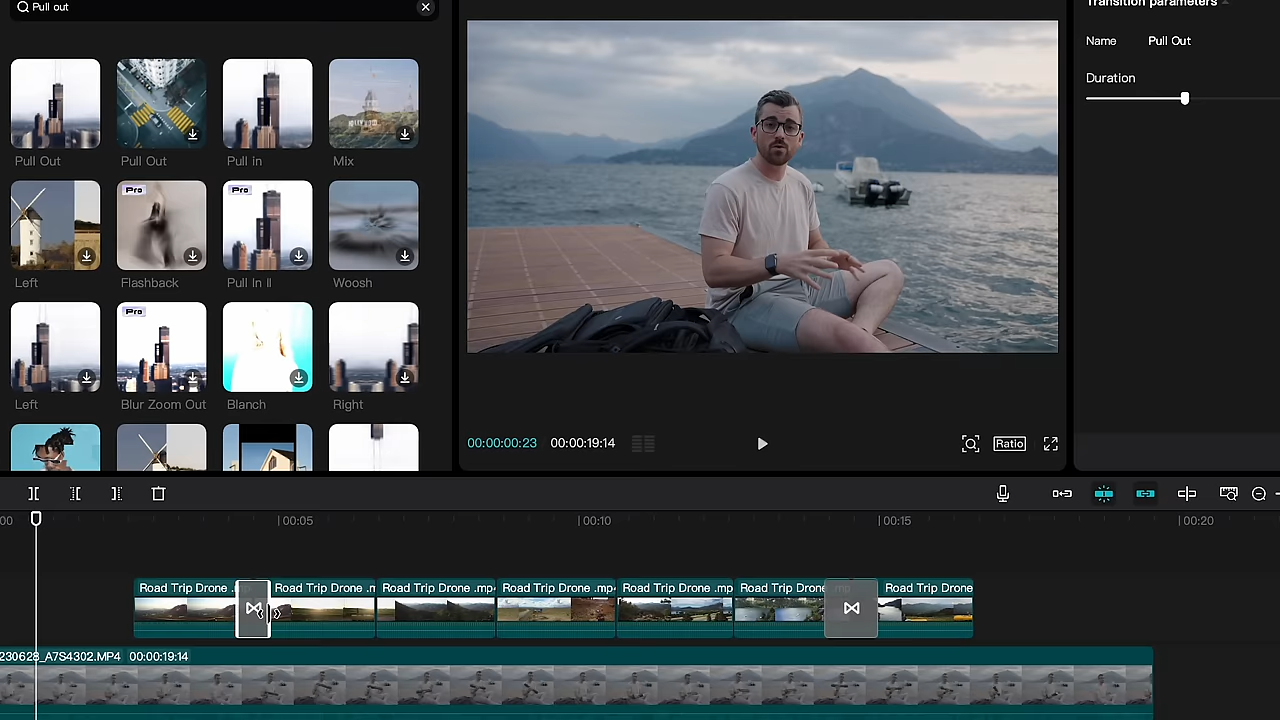 Pull out
Pull Out
Pull Out
Pull in
Mix
Pro
Pro
Left
Flashback
Pull In II
Woosh
Pro
Left
Blur Zoom Out
Blanch
Right
Transition parameters
Name Pull Out
Duration
00:00:00:23 00:00:19:14
Ratio
00 00:05 00:10 00:15 00:20
Road Trip Drone .mp
Road Trip Drone .m
Road Trip Drone .mp
Road Trip Drone .mp
Road Trip Drone .mp
Road Trip Drone .mp
Road Trip Drone
230628_A7S4302.MP4 00:00:19:14